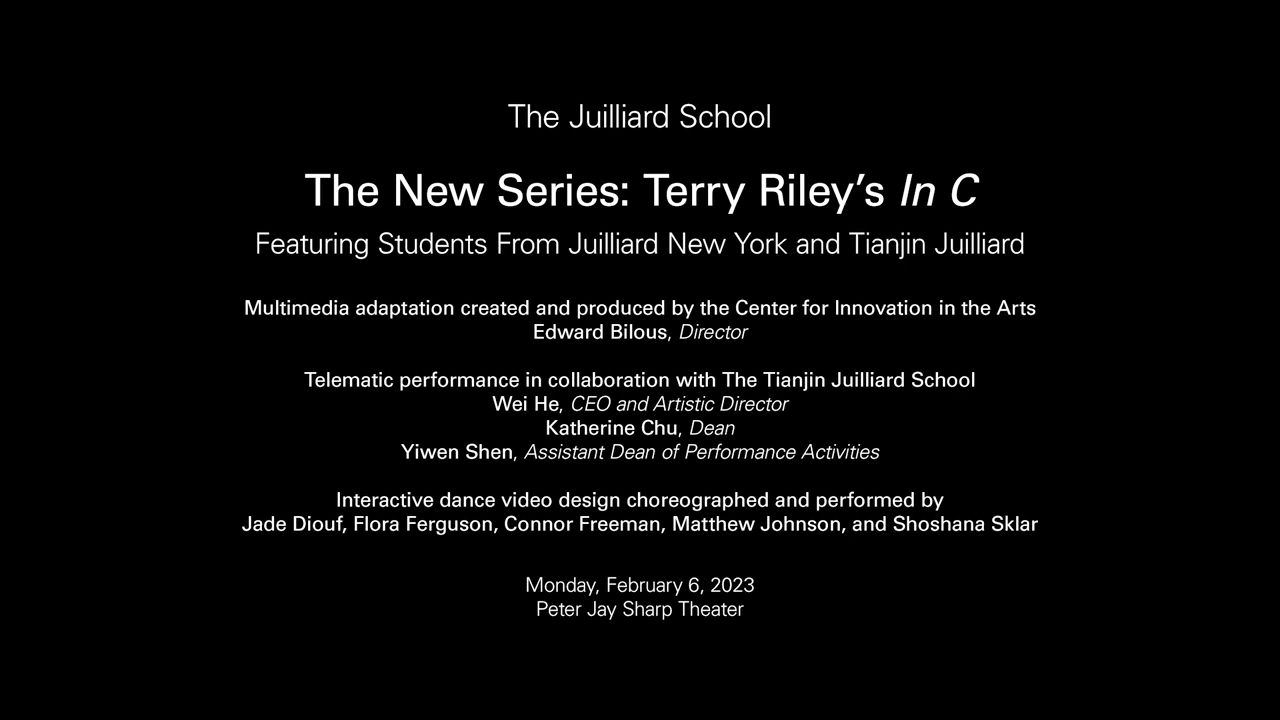 The Juilliard School
The New Series: Terry Riley’s In C
Featuring Students From Juilliard New York and Tianjin Juilliard
Multimedia adaptation created and produced by the Center for Innovation in the Arts
Edward Bilous, Director
Telematic performance in collaboration with The Tianjin Juilliard School
Wei He, CEO and Artistic Director
Katherine Chu, Dean
Yiwen Shen, Assistant Dean of Performance Activities
Interactive dance video design choreographed and performed by
Jade Diouf, Flora Ferguson, Connor Freeman, Matthew Johnson, and Shoshana Sklar
Monday, February 6, 2023
Peter Jay Sharp Theater